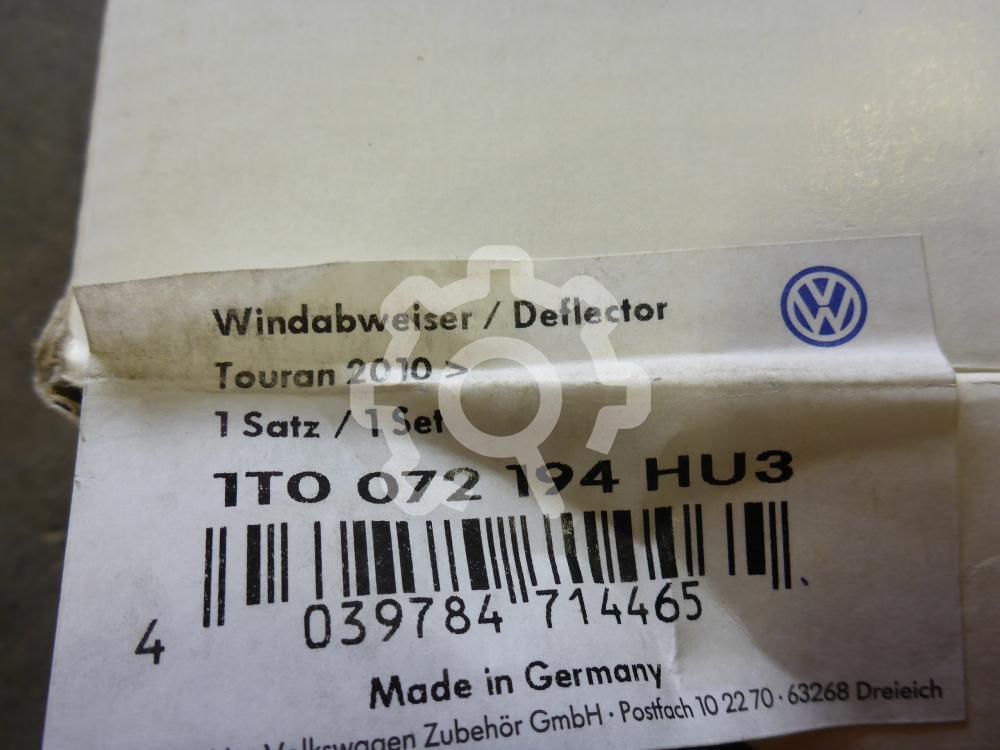 Windabweiser / Deflector
Touran 2010 >
1 Satz / 1 Set
1T0 072 194 HU3
4 039784 714465
Made in Germany
Volkswagen Zubehör GmbH · Postfach 10 22 70 · 63268 Dreieich